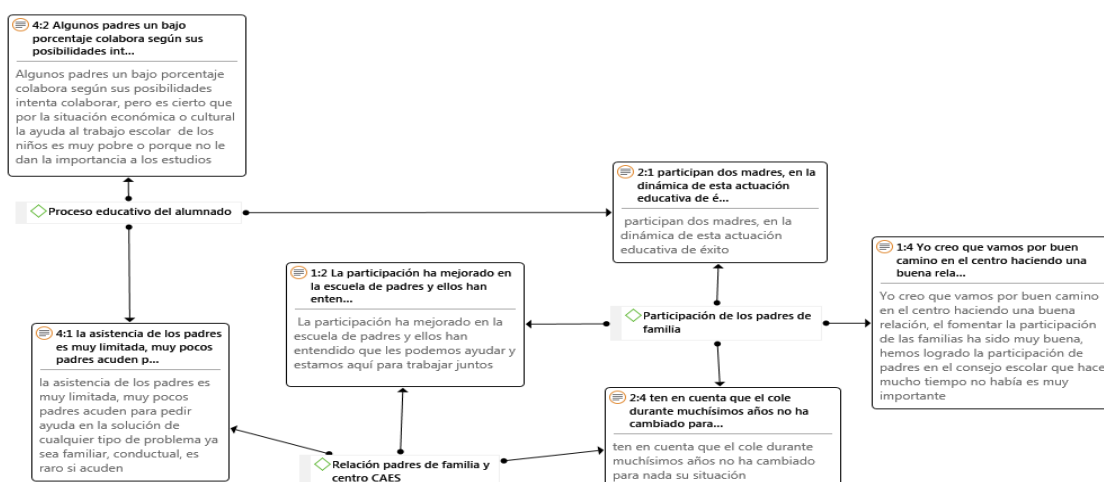 4:2 Algunos padres un bajo
porcentaje colabora según sus
posibilidades int...
Algunos padres un bajo porcentaje
colabora según sus posibilidades
intenta colaborar, pero es cierto que
por la situación económica o cultural
la ayuda al trabajo escolar de los
niños es muy pobre o porque no le
dan la importancia a los estudios
Proceso educativo del alumnado
2:1 participan dos madres, en la
dinámica de esta actuación
educativa de é...
participan dos madres, en la
dinámica de esta actuación
educativa de éxito
1:4 Yo creo que vamos por buen
camino en el centro haciendo una
buena rela...
Yo creo que vamos por buen camino
en el centro haciendo una buena
relación, el fomentar la participación
de las familias ha sido muy buena,
hemos logrado la participación de
padres en el consejo escolar que hace
mucho tiempo no había es muy
importante
1:2 La participación ha mejorado en
la escuela de padres y ellos han
enten...
La participación ha mejorado en la
escuela de padres y ellos han
entendido que les podemos ayudar y
estamos aquí para trabajar juntos
Participación de los padres de
familia
4:1 la asistencia de los padres
es muy limitada, muy pocos
padres acuden p...
la asistencia de los padres es
muy limitada, muy pocos
padres acuden para pedir
ayuda en la solución de
cualquier tipo de problema ya
sea familiar, conductual, es
raro si acuden
2:4 ten en cuenta que el cole
durante muchísimos años no ha
cambiado para...
ten en cuenta que el cole durante
muchísimos años no ha cambiado
para nada su situación
Relación padres de familia y
centro CAES